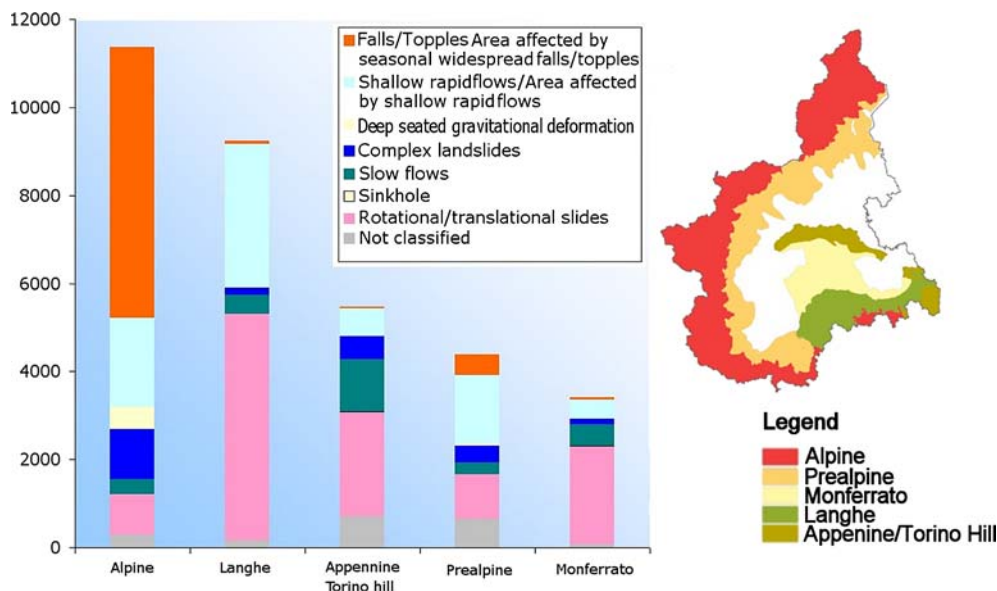 12000
10000
8000
6000
4000
2000
0
Falls/Topples Area affected by
seasonal widespread falls/topples
Shallow rapidflows/Area affected
by shallow rapid flows
Deep seated gravitational deformation
Complex landslides
Slow flows
Sinkhole
Rotational/translational slides
Not classified
Alpine
Langhe
Appennine
Torino hill
Prealpine
Monferrato
Legend
Alpine
Prealpine
Monferrato
Langhe
Appenine/Torino Hill